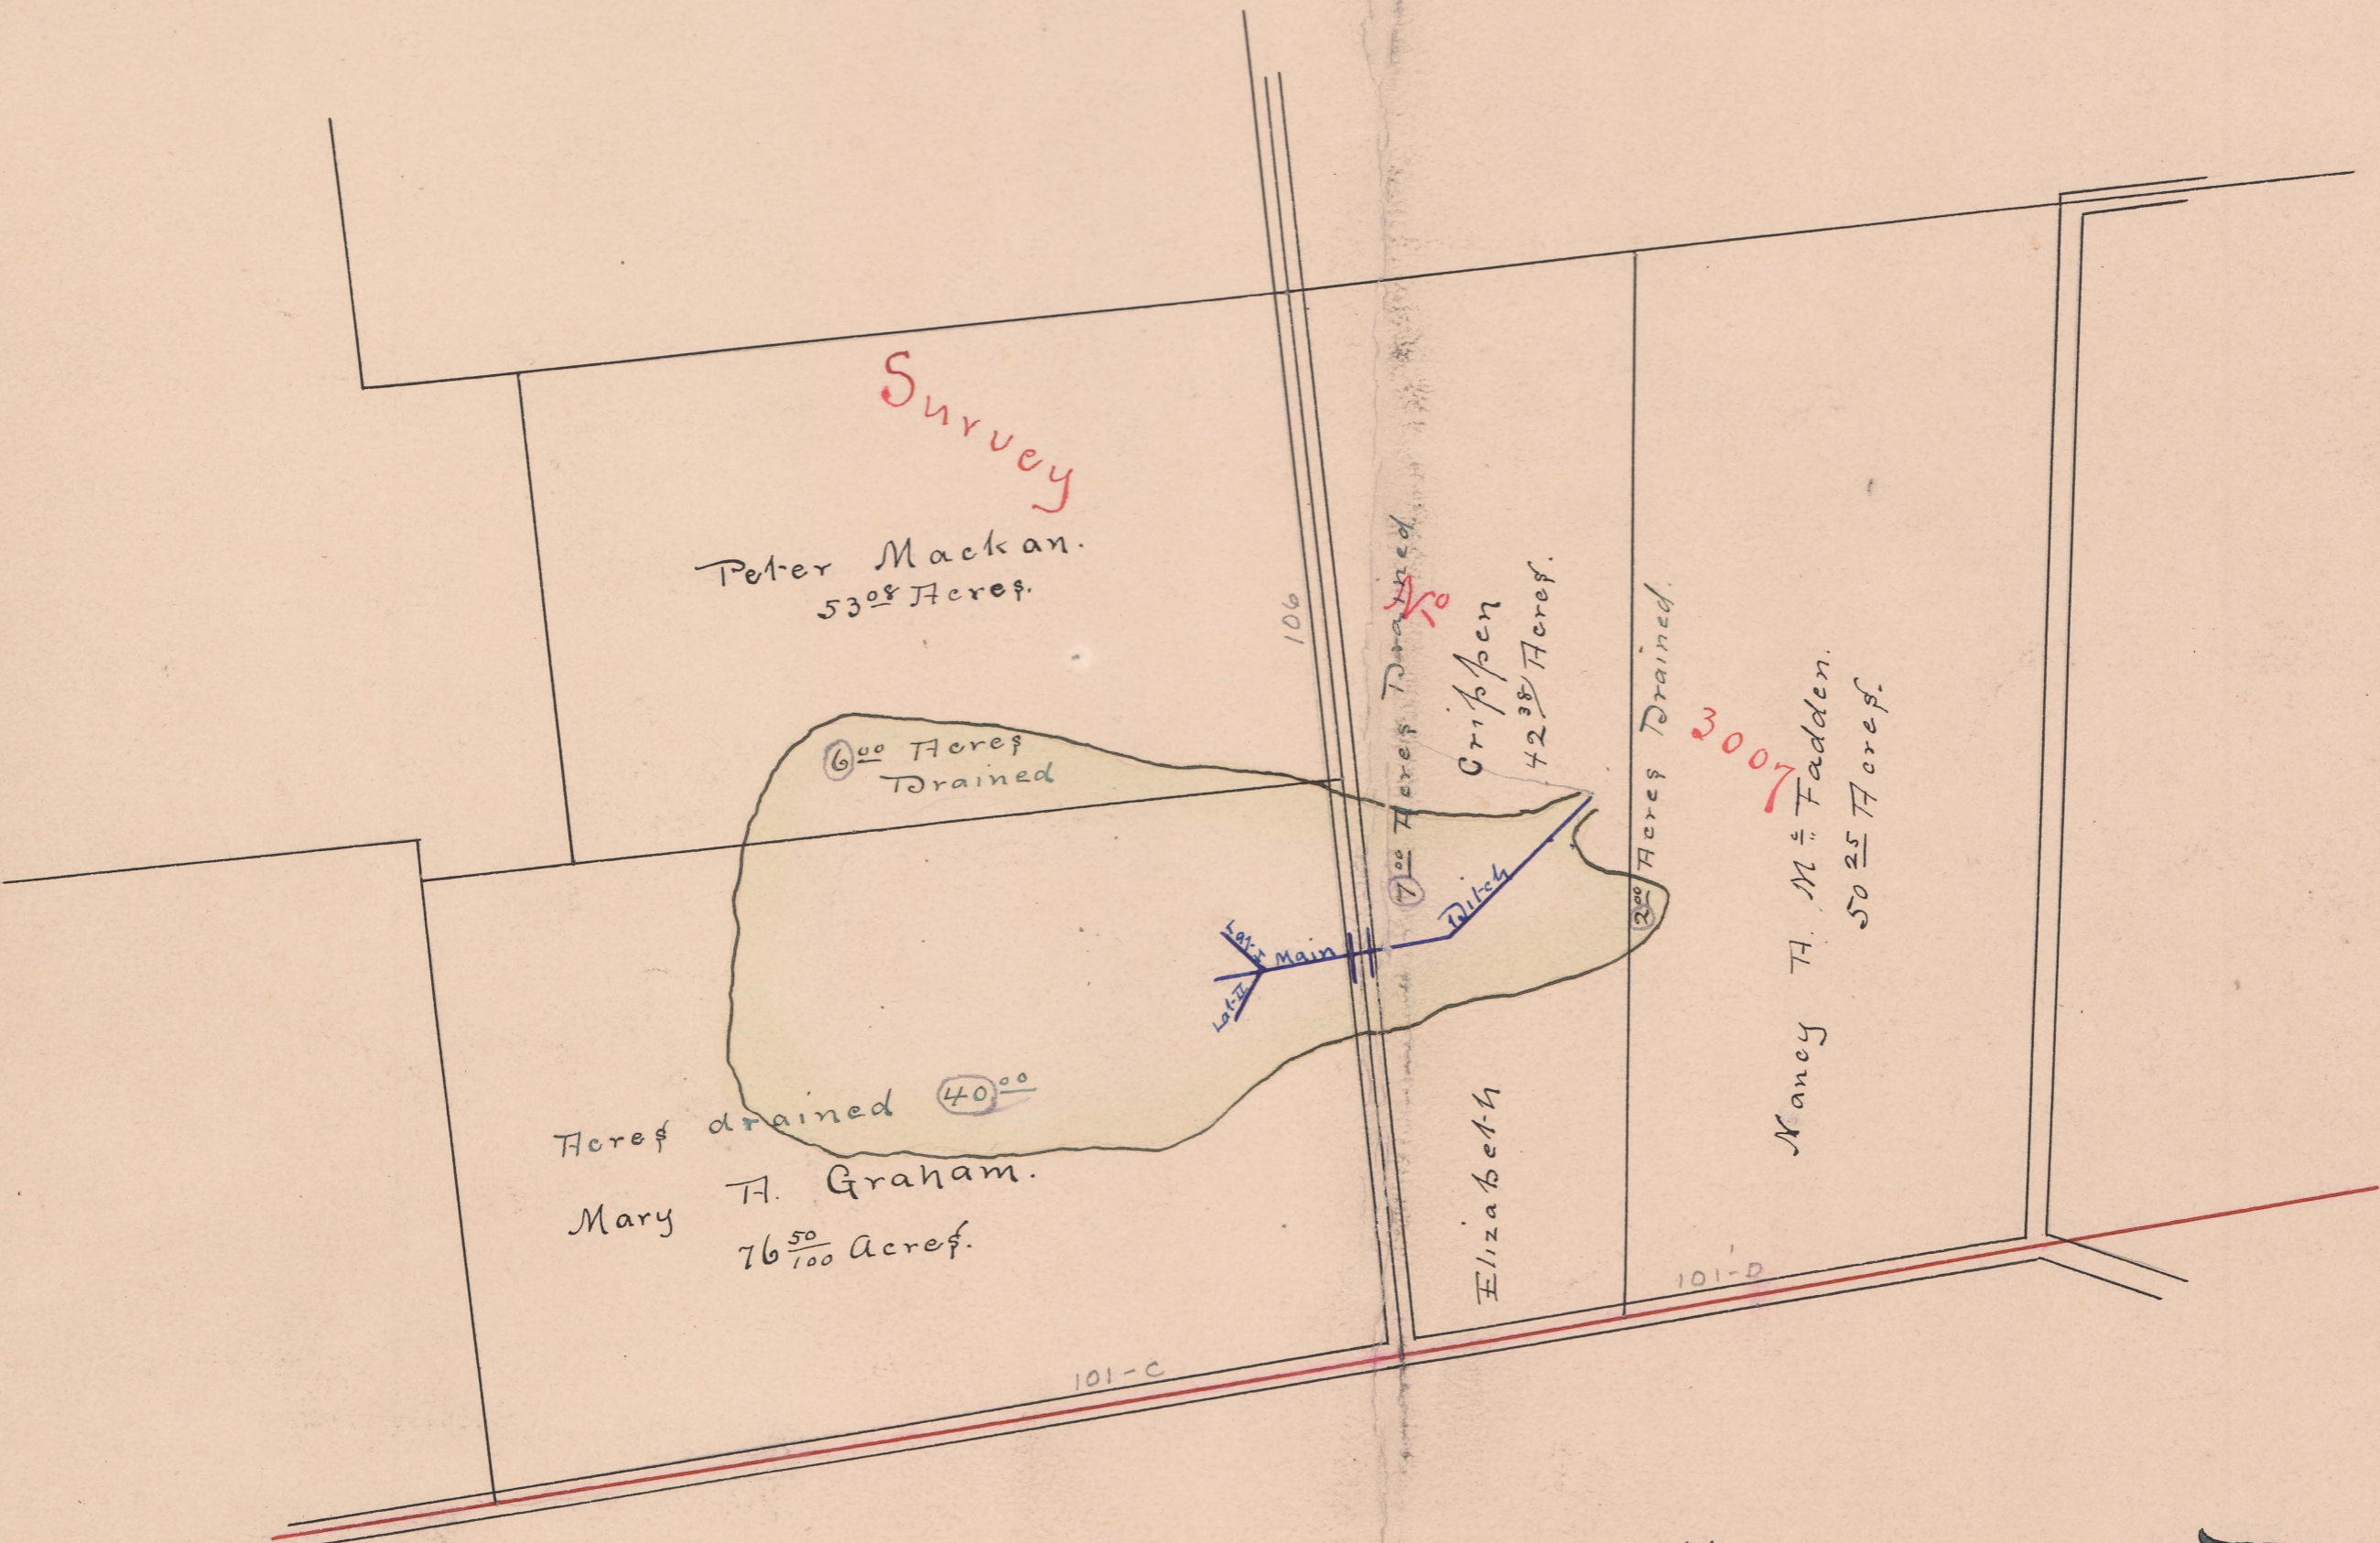 Survey
No
3007
Peter Mackan.
53 08 Acres.
6 00 Acres
Drained
106
7 00 Acres Drained
Elizabeth Crippen
42 38 Acres.
2 00 Acres Drained
Nancy A. Mc Fadden.
50 25 Acres.
Lat-I
Main
Ditch
Lat-II
Acres drained 40 00
Mary A. Graham.
76 50/100 Acres.
101-C
101-D